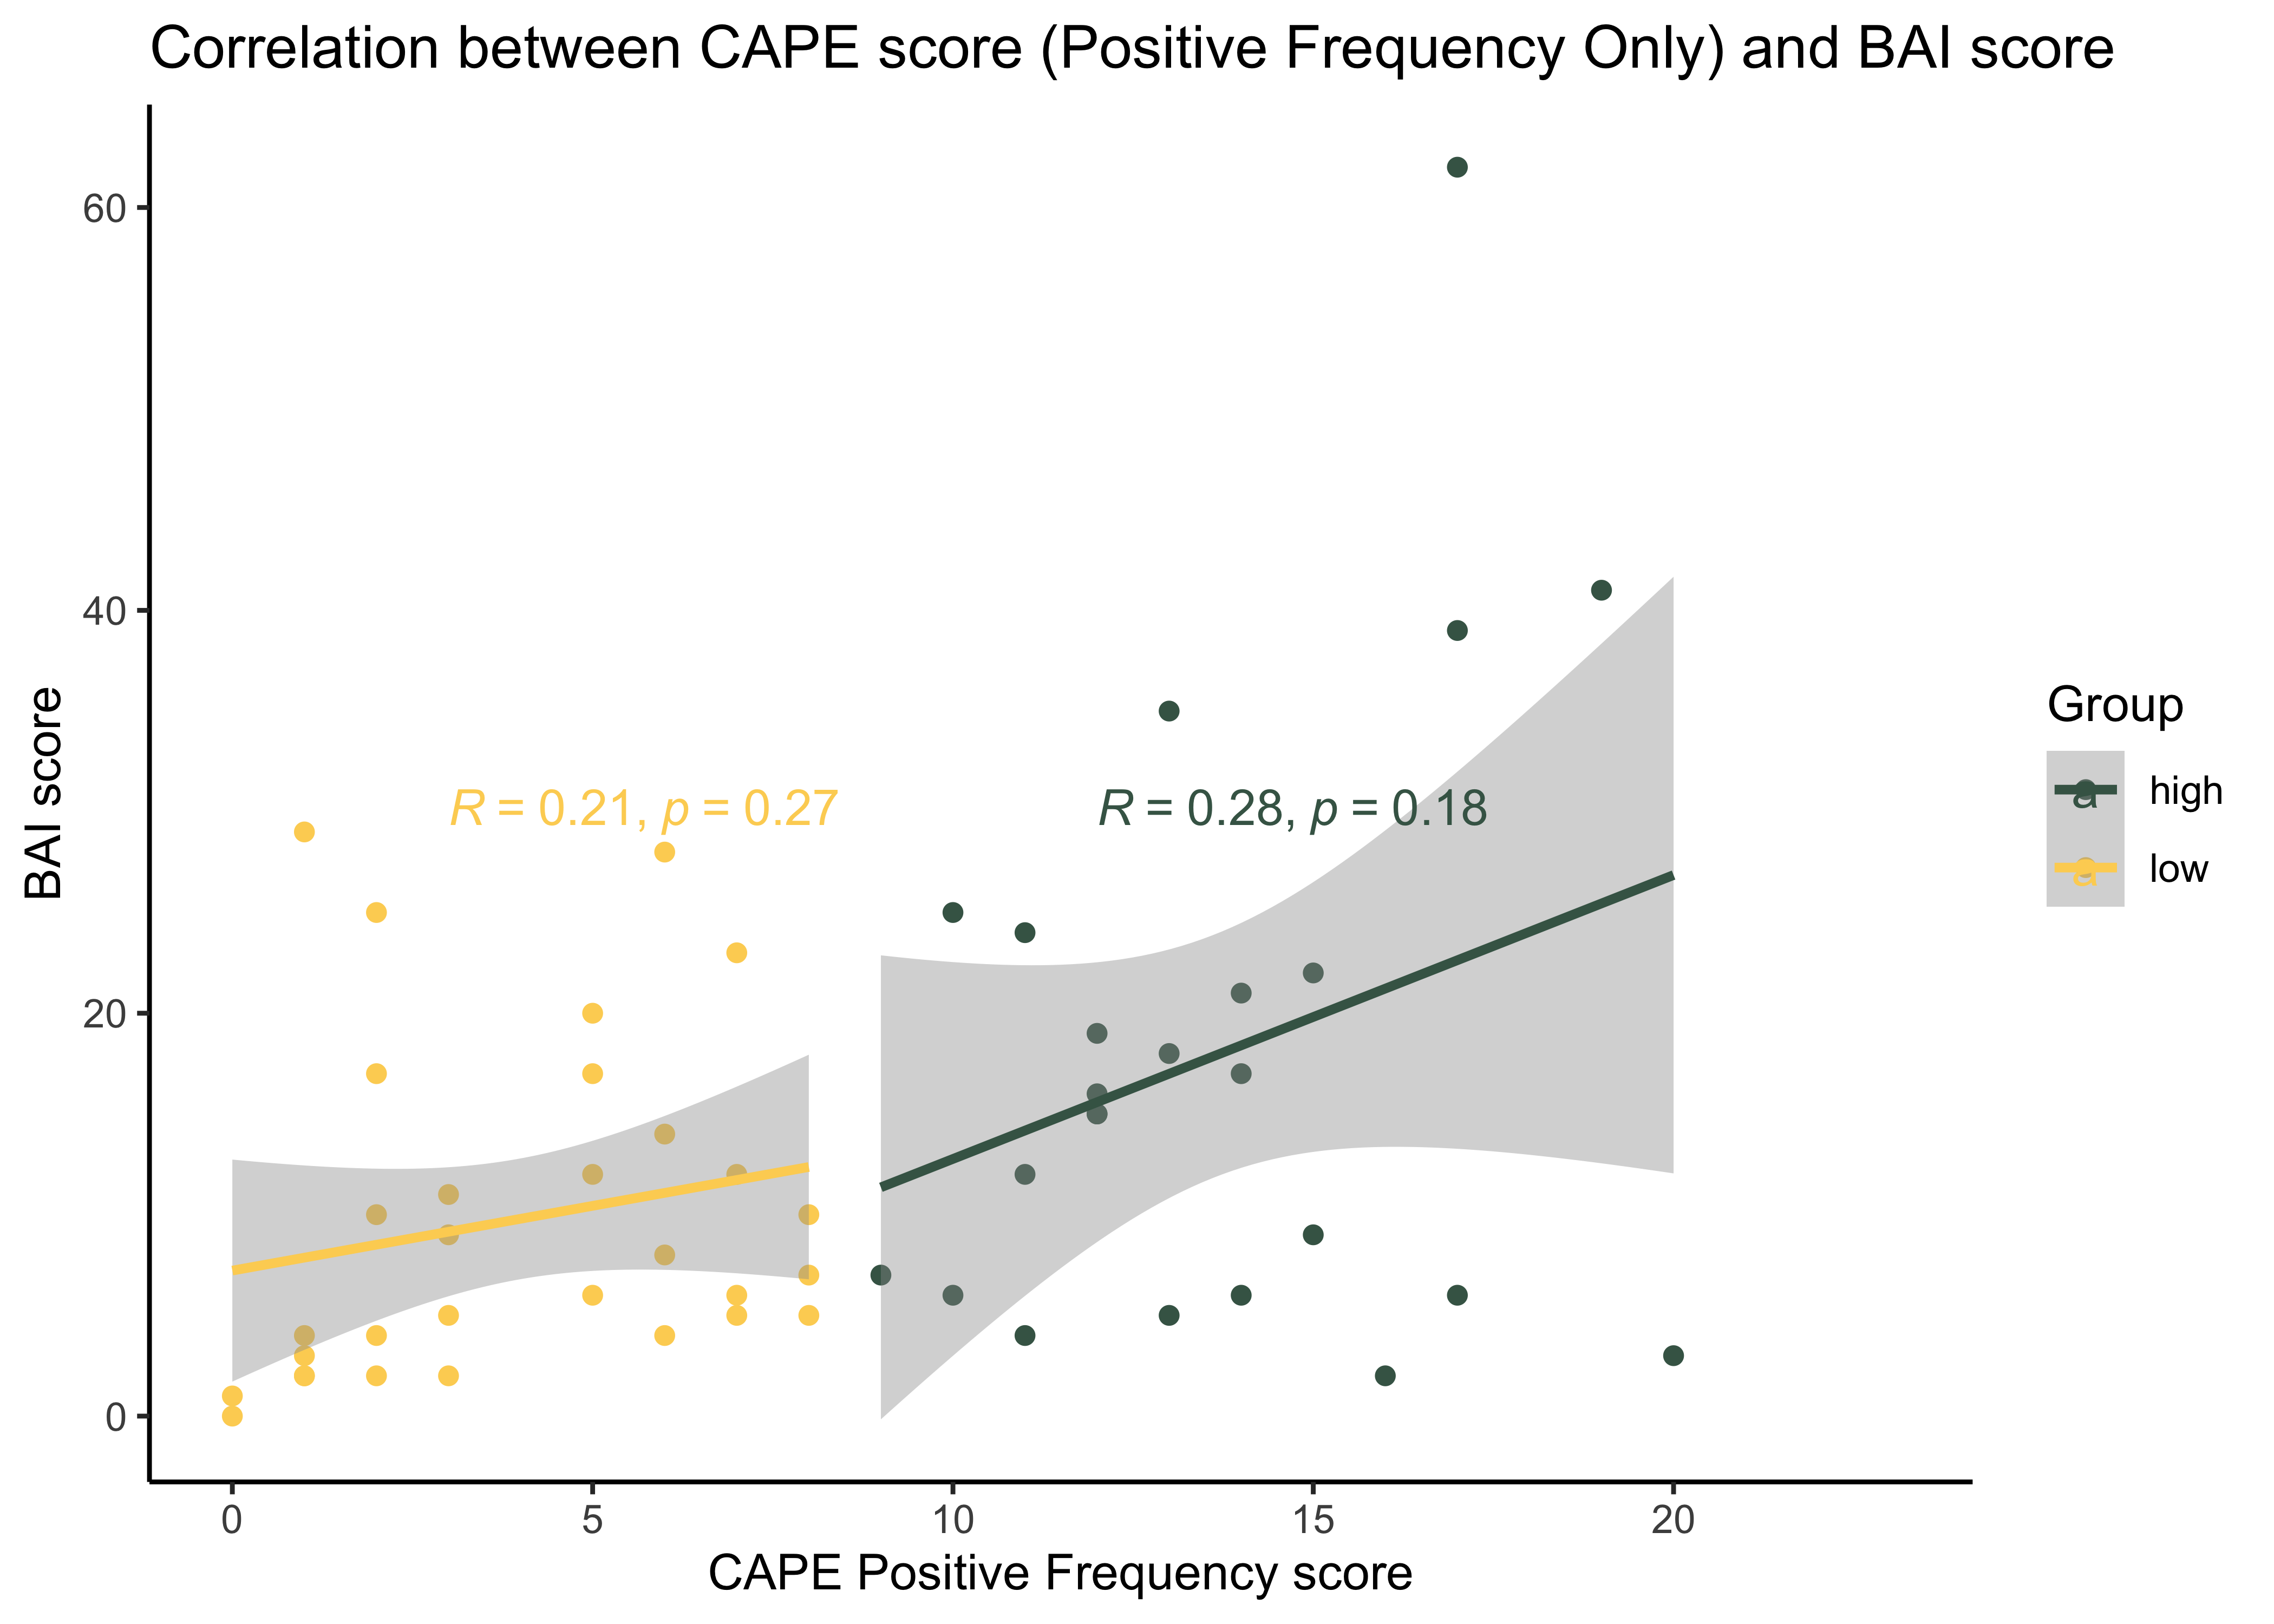 Correlation between CAPE score (Positive Frequency Only) and BAI score
60
40
20
0
BAI score
R = 0.21, p = 0.27
R = 0.28, p = 0.18
Group
a high
a low
0 5 10 15 20
CAPE Positive Frequency score